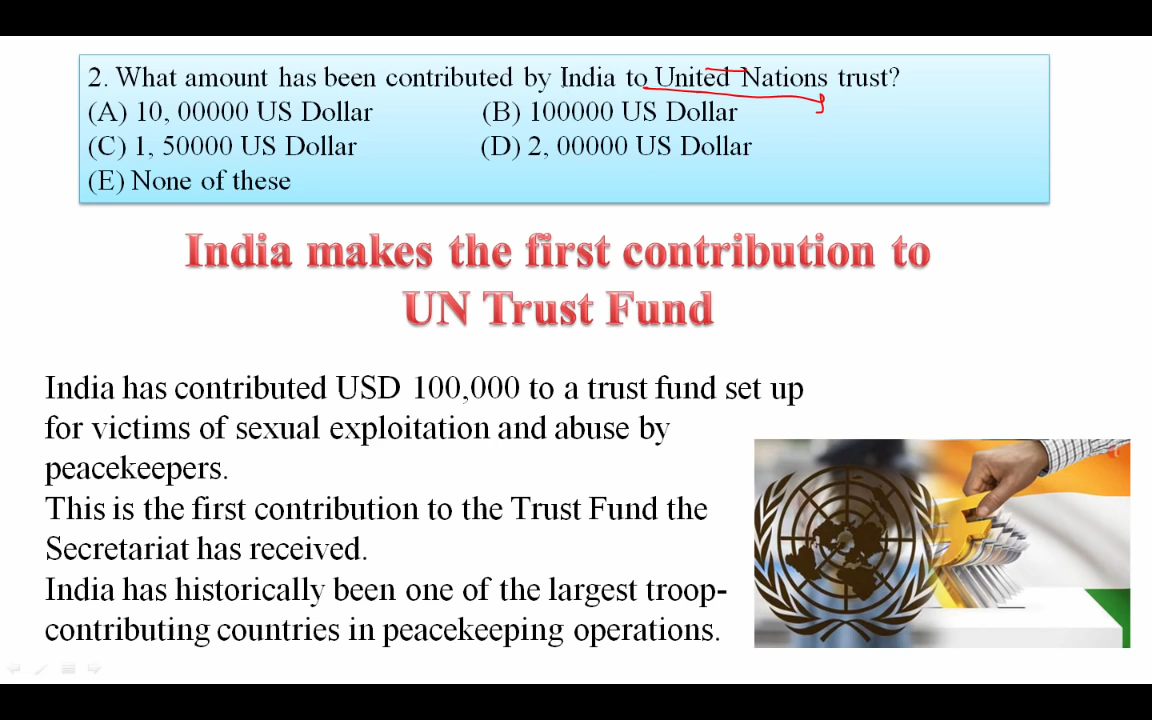 2. What amount has been contributed by India to United Nations trust?
(A) 10, 00000 US Dollar (B) 100000 US Dollar
(C) 1, 50000 US Dollar (D) 2, 00000 US Dollar
(E) None of these
India makes the first contribution to
UN Trust Fund
India has contributed USD 100,000 to a trust fund set up
for victims of sexual exploitation and abuse by
peacekeepers.
This is the first contribution to the Trust Fund the
Secretariat has received.
India has historically been one of the largest troop-
contributing countries in peacekeeping operations.